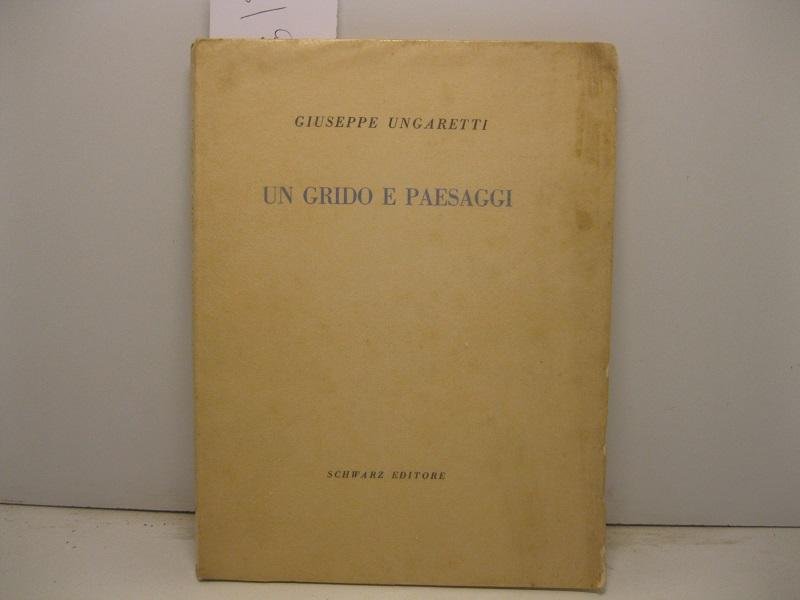 GIUSEPPE UNGARETTI
UN GRIDO E PAESAGGI
SCHWARZ EDITORE